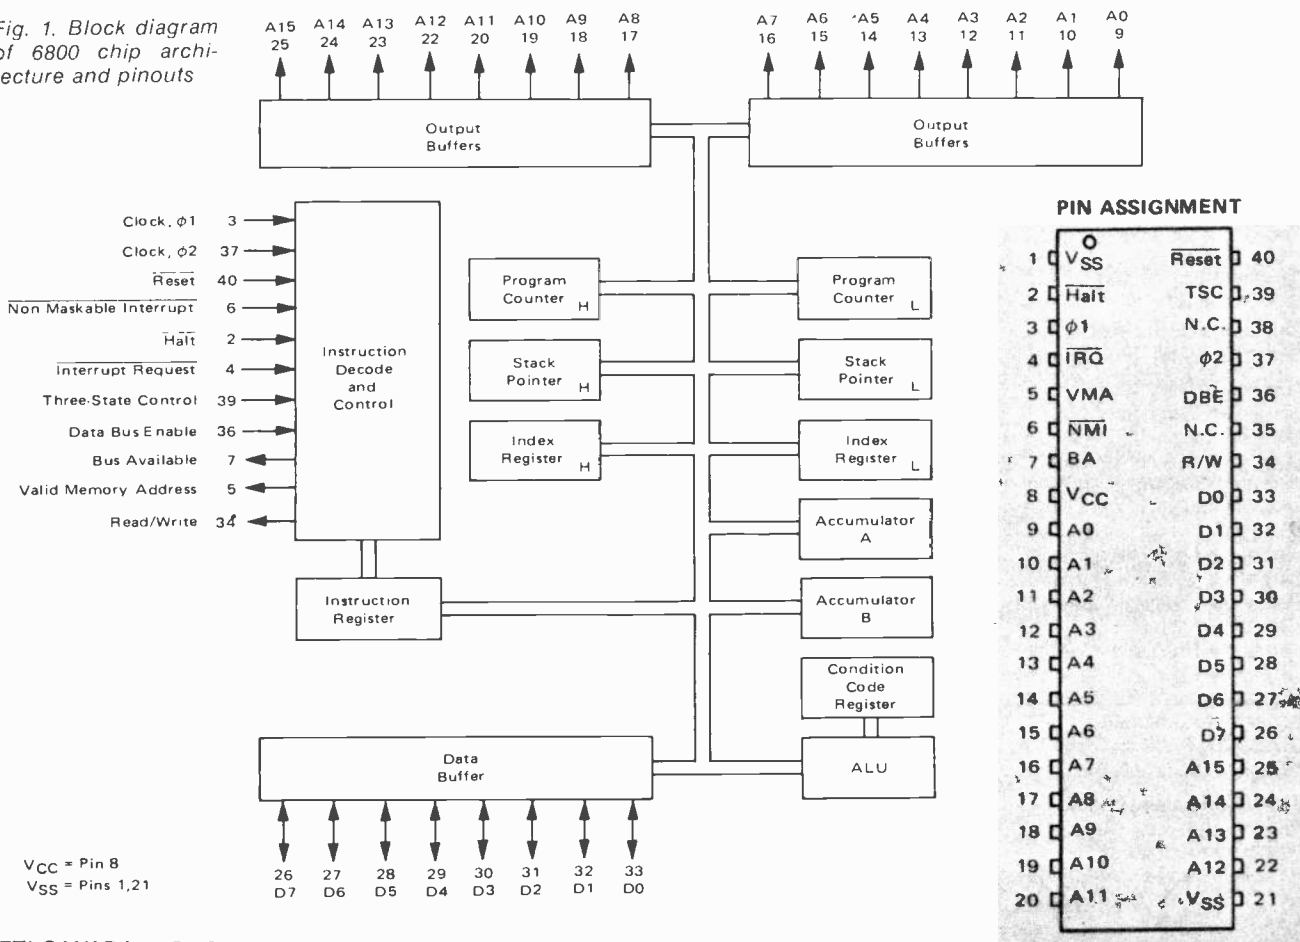 Fig. 1. Block diagram
of 6800 chip archi-
tecture and pinouts
A15 A14 A13 A12 A11 A10 A9 A8
25 24 23 22 20 19 18 17
A7 A6 A5 A4 A3 A2 A1 A0
16 15 14 13 12 11 10 9
Output
Buffers
Output
Buffers
Clock, φ1 3
Clock, φ2 37
Reset 40
Non Maskable Interrupt 6
Halt 2
Interrupt Request 4
Three-State Control 39
Data Bus Enable 36
Bus Available 7
Valid Memory Address 5
Read/Write 34
Instruction
Decode
and
Control
Program
Counter H
Program
Counter L
Stack
Pointer H
Stack
Pointer L
Index
Register H
Index
Register L
Accumulator
A
Instruction
Register
Accumulator
B
Condition
Code
Register
ALU
Data
Buffer
26 27 28 29 30 31 32 33
D7 D6 D5 D4 D3 D2 D1 D0
VCC = Pin 8
VSS = Pins 1,21
PIN ASSIGNMENT
1 VSS Reset 40
2 Halt TSC 39
3 φ1 N.C. 38
4 IRQ φ2 37
5 VMA DBE 36
6 NMI N.C. 35
7 BA R/W 34
8 VCC D0 33
9 A0 D1 32
10 A1 D2 31
11 A2 D3 30
12 A3 D4 29
13 A4 D5 28
14 A5 D6 27
15 A6 D7 26
16 A7 A15 25
17 A8 A14 24
18 A9 A13 23
19 A10 A12 22
20 A11 VSS 21